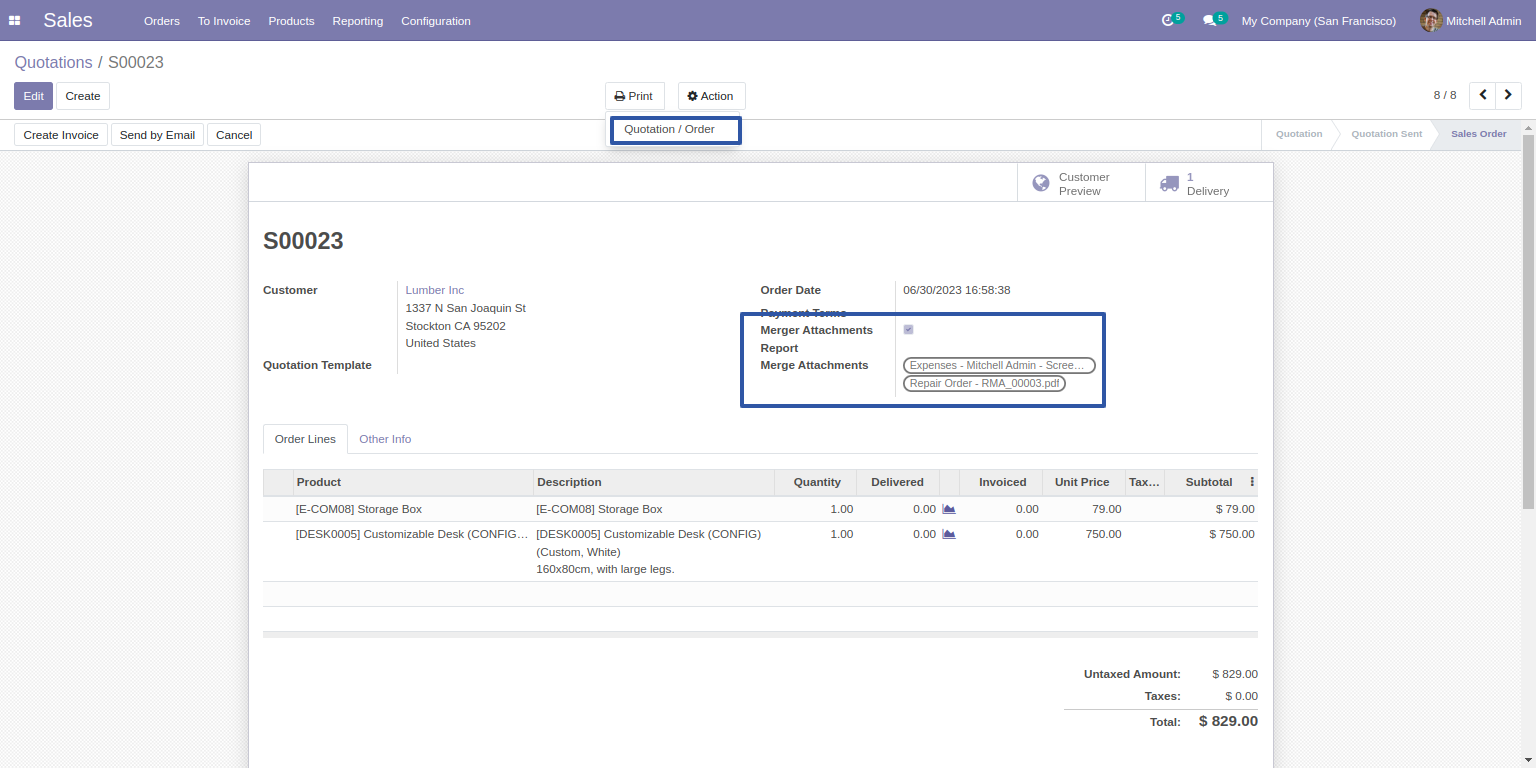 Sales Orders To Invoice Products Reporting Configuration 5 5 My Company (San Francisco) Mitchell Admin
Quotations / S00023
Edit Create Print Action 8 / 8
Quotation / Order
Create Invoice Send by Email Cancel Quotation Quotation Sent Sales Order
Customer Preview
1 Delivery
S00023
Customer Lumber Inc
1337 N San Joaquin St
Stockton CA 95202
United States
Quotation Template
Order Date 06/30/2023 16:58:38
Payment Terms
Merger Attachments
Report
Merge Attachments Expenses - Mitchell Admin - Scree…
Repair Order - RMA_00003.pdf
Order Lines Other Info
Product Description Quantity Delivered Invoiced Unit Price Tax… Subtotal
[E-COM08] Storage Box [E-COM08] Storage Box 1.00 0.00 0.00 79.00 $ 79.00
[DESK0005] Customizable Desk (CONFIG… [DESK0005] Customizable Desk (CONFIG) 1.00 0.00 0.00 750.00 $ 750.00
(Custom, White)
160x80cm, with large legs.
Untaxed Amount: $ 829.00
Taxes: $ 0.00
Total: $ 829.00